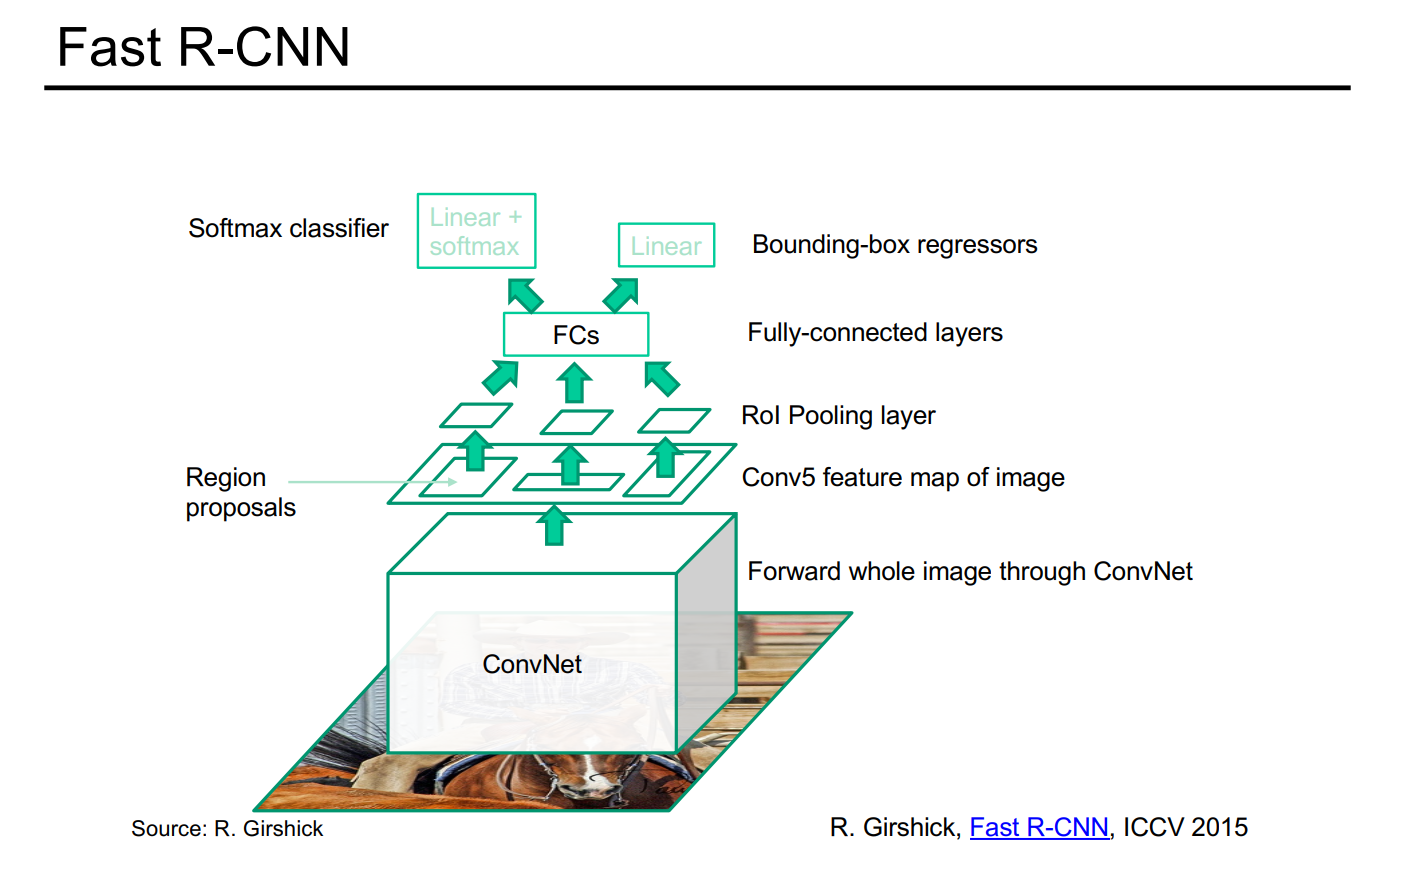 Fast R-CNN
Softmax classifier
Linear +
softmax
Linear
Bounding-box regressors
FCs
Fully-connected layers
RoI Pooling layer
Region
proposals
Conv5 feature map of image
Forward whole image through ConvNet
ConvNet
Source: R. Girshick
R. Girshick, Fast R-CNN, ICCV 2015